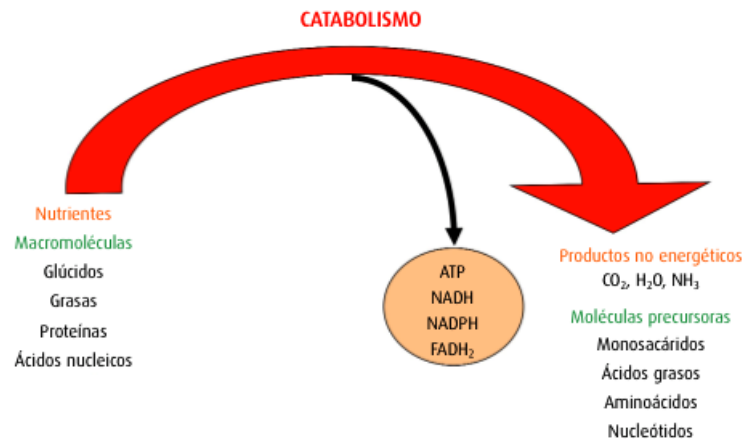 CATABOLISMO
Nutrientes
Macromoléculas
Glúcidos
Grasas
Proteínas
Ácidos nucleicos
ATP
NADH
NADPH
FADH₂
Productos no energéticos
CO₂, H₂O, NH₃
Moléculas precursoras
Monosacáridos
Ácidos grasos
Aminoácidos
Nucleótidos